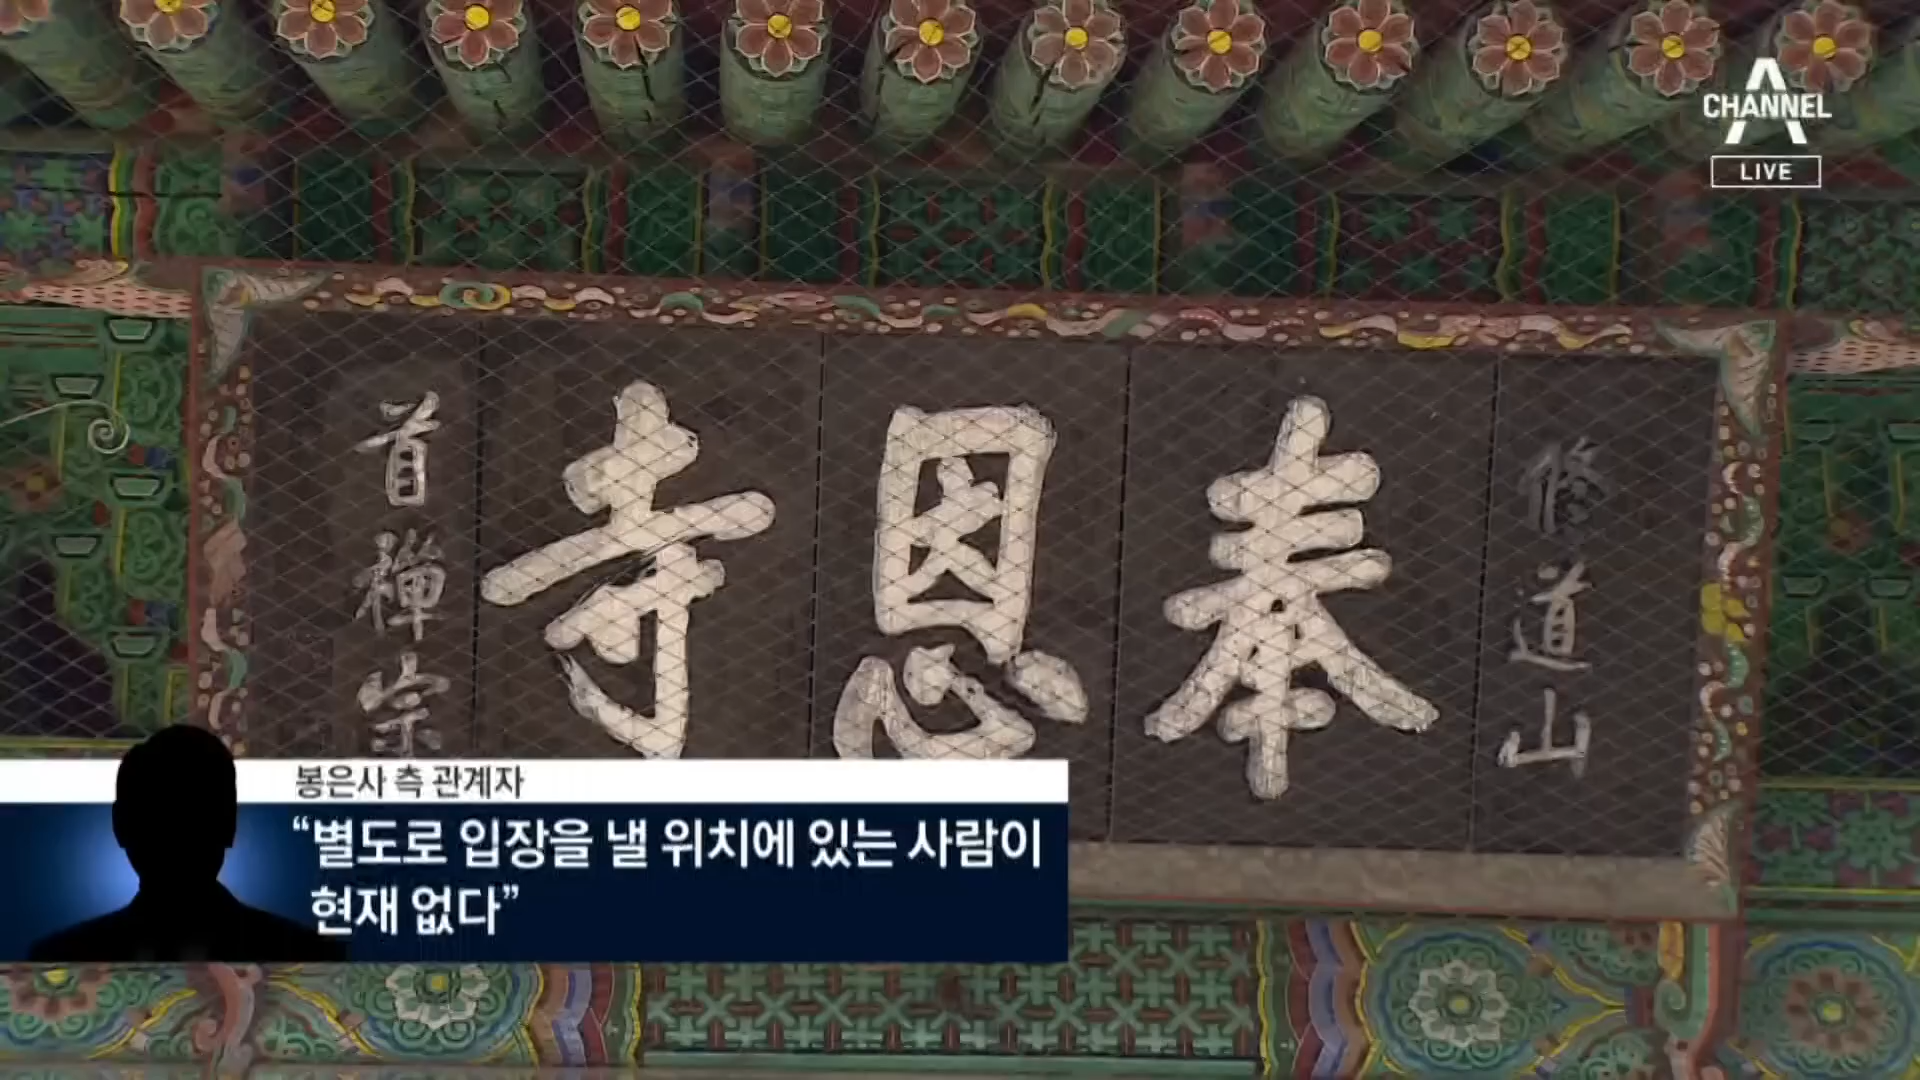 CHANNEL A
LIVE
修道山
奉恩寺
首禪宗
봉은사 측 관계자
“별도로 입장을 낼 위치에 있는 사람이
현재 없다”